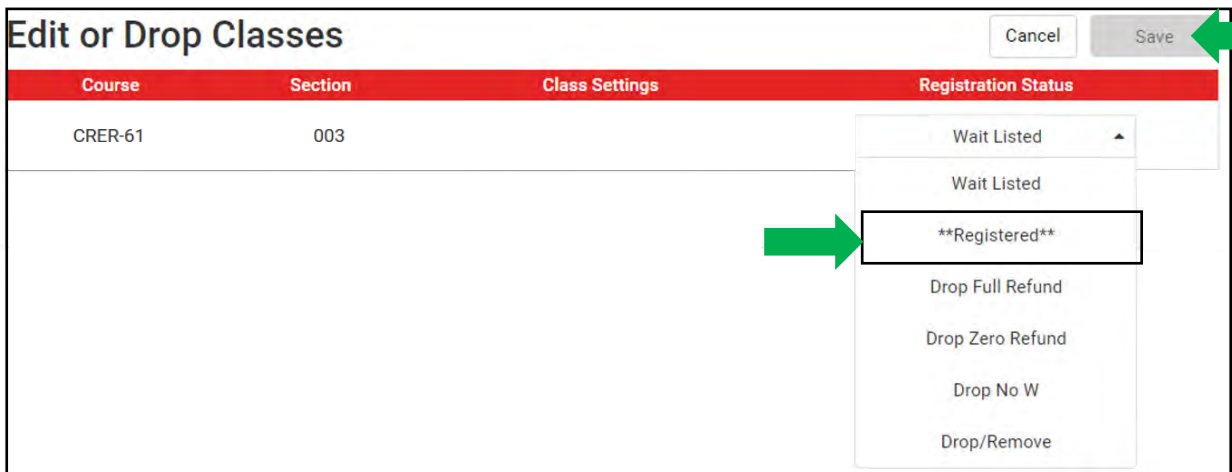 Edit or Drop Classes
Cancel
Save
Course Section Class Settings Registration Status
CRER-61 003 Wait Listed
Wait Listed
**Registered**
Drop Full Refund
Drop Zero Refund
Drop No W
Drop/Remove